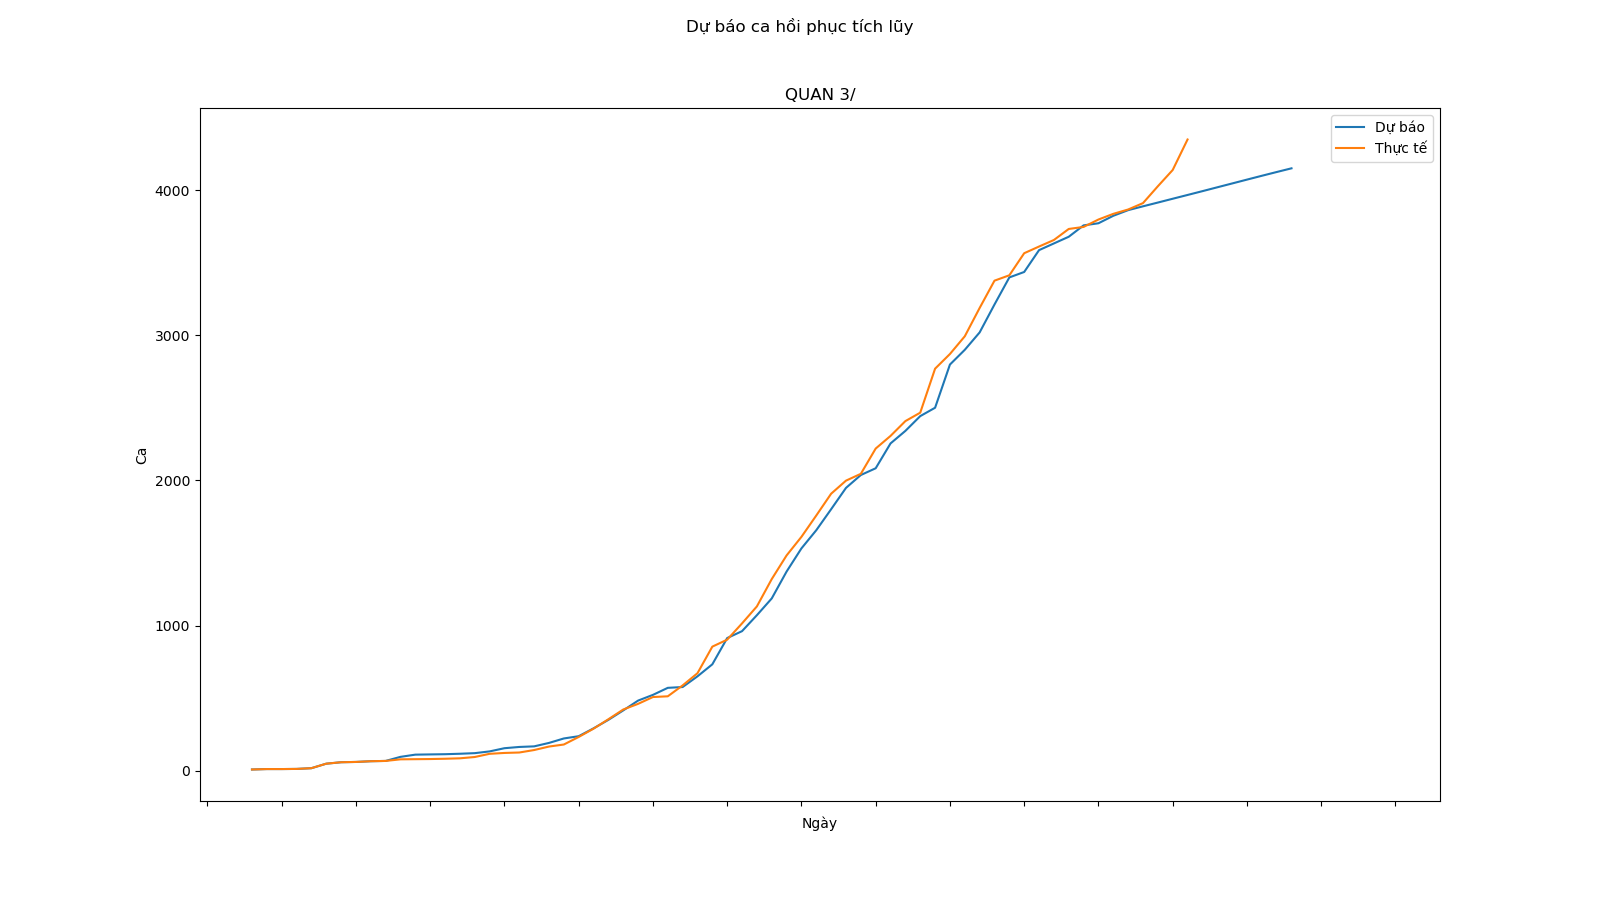 Dự báo ca hồi phục tích lũy
QUAN 3/
Dự báo
Thực tế
4000
3000
2000
1000
0
Ca
Ngày